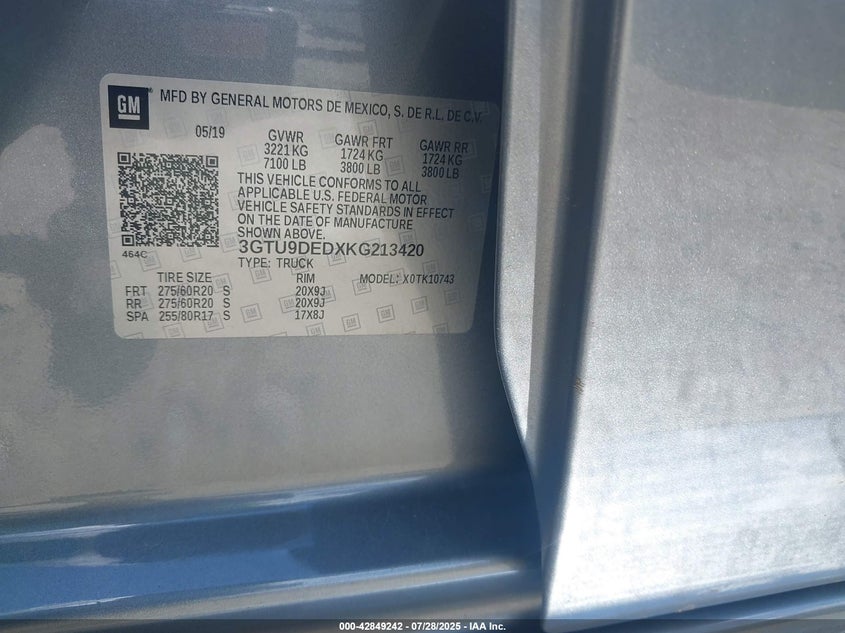 GM
MFD BY GENERAL MOTORS DE MEXICO, S. DE R.L. DE C.V.
05/19 GVWR GAWR FRT GAWR RR
3221 KG 1724 KG 1724 KG
7100 LB 3800 LB 3800 LB
THIS VEHICLE CONFORMS TO ALL
APPLICABLE U.S. FEDERAL MOTOR
VEHICLE SAFETY STANDARDS IN EFFECT
ON THE DATE OF MANUFACTURE
SHOWN ABOVE.
464C
3GTU9DEDXKG213420
TYPE: TRUCK
TIRE SIZE RIM MODEL: X0TK10743
FRT 275/60R20 S 20X9J
RR 275/60R20 S 20X9J
SPA 255/80R17 S 17X8J
000-42849242 / 07/28/2025 - IAA Inc.